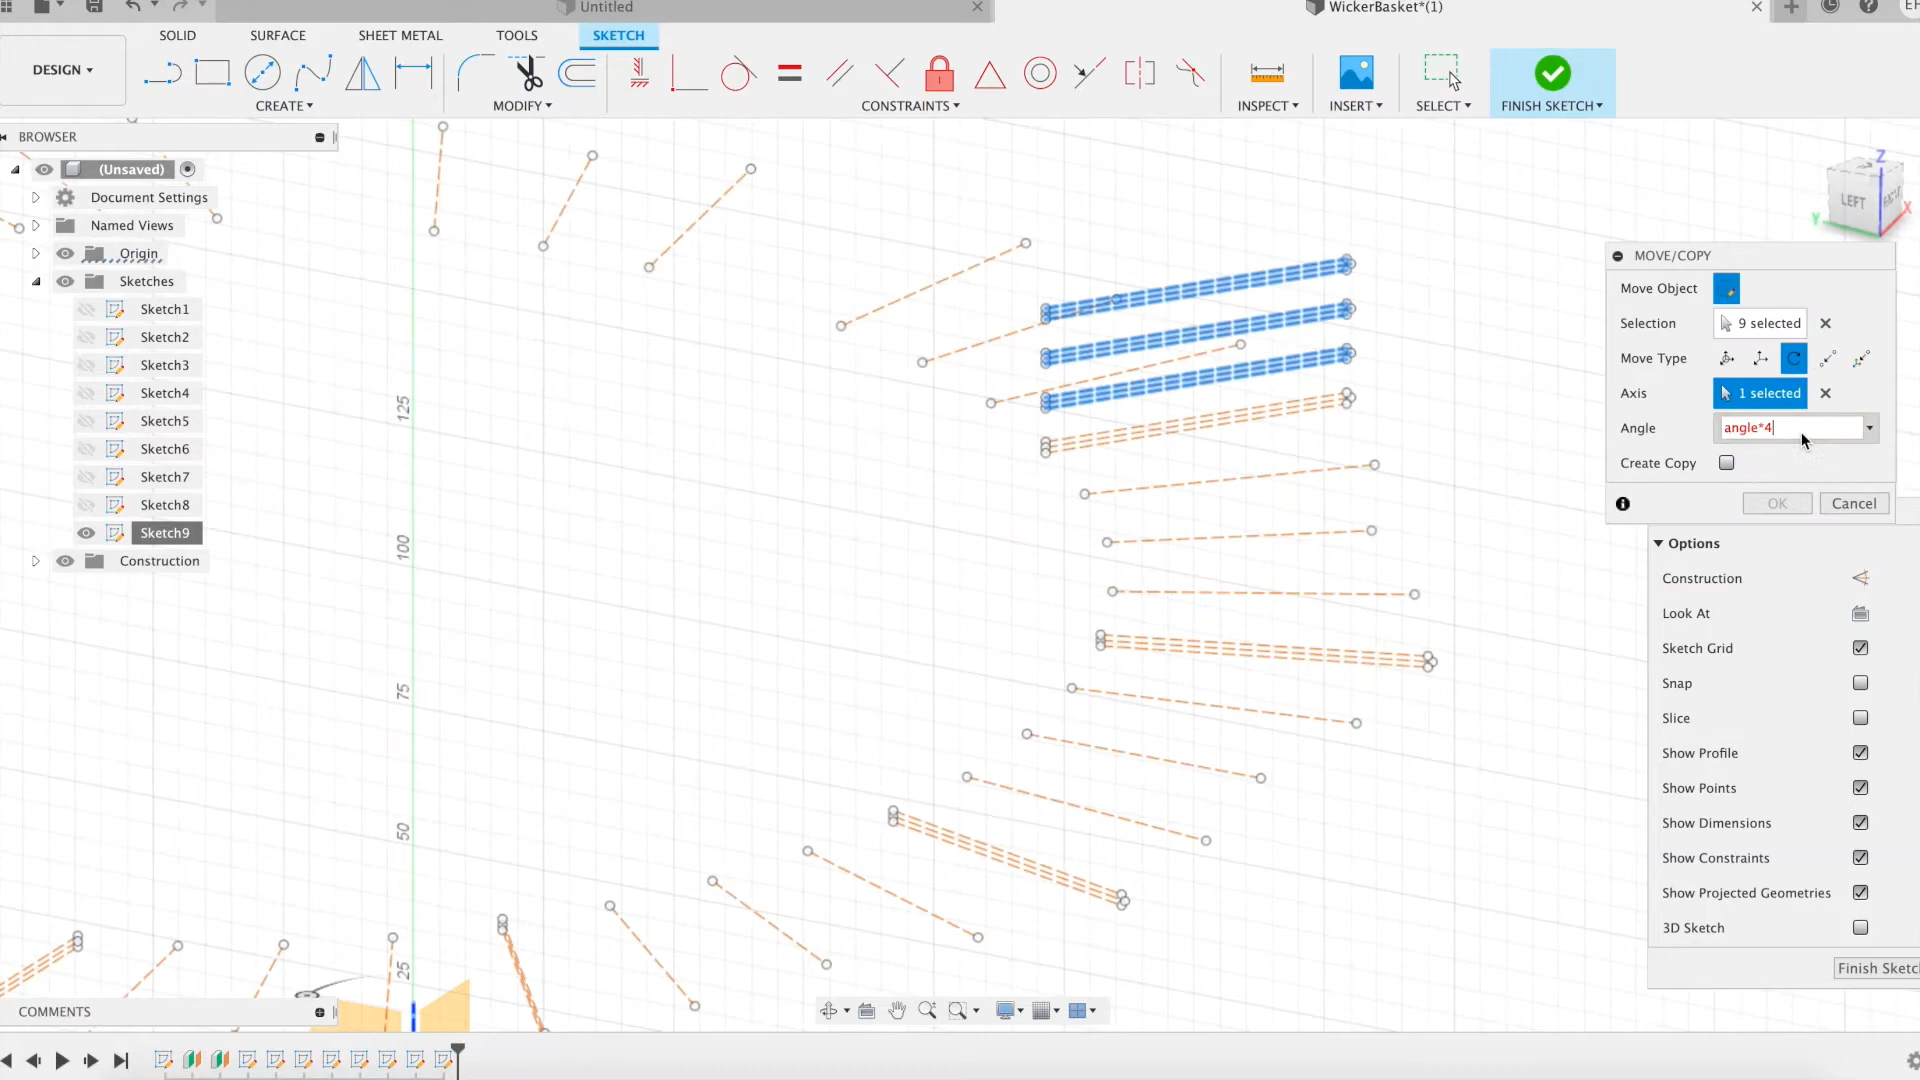 Untitled
WickerBasket*(1)
SOLID
SURFACE
SHEET METAL
TOOLS
SKETCH
DESIGN
CREATE
MODIFY
CONSTRAINTS
INSPECT
INSERT
SELECT
FINISH SKETCH
BROWSER
(Unsaved)
Document Settings
Named Views
Origin
Sketches
Sketch1
Sketch2
Sketch3
Sketch4
Sketch5
Sketch6
Sketch7
Sketch8
Sketch9
Construction
125
100
75
50
25
Z
LEFT
Y
X
MOVE/COPY
Move Object
Selection 9 selected
Move Type
Axis 1 selected
Angle angle*4
Create Copy
OK Cancel
Options
Construction
Look At
Sketch Grid
Snap
Slice
Show Profile
Show Points
Show Dimensions
Show Constraints
Show Projected Geometries
3D Sketch
Finish Sketc
COMMENTS